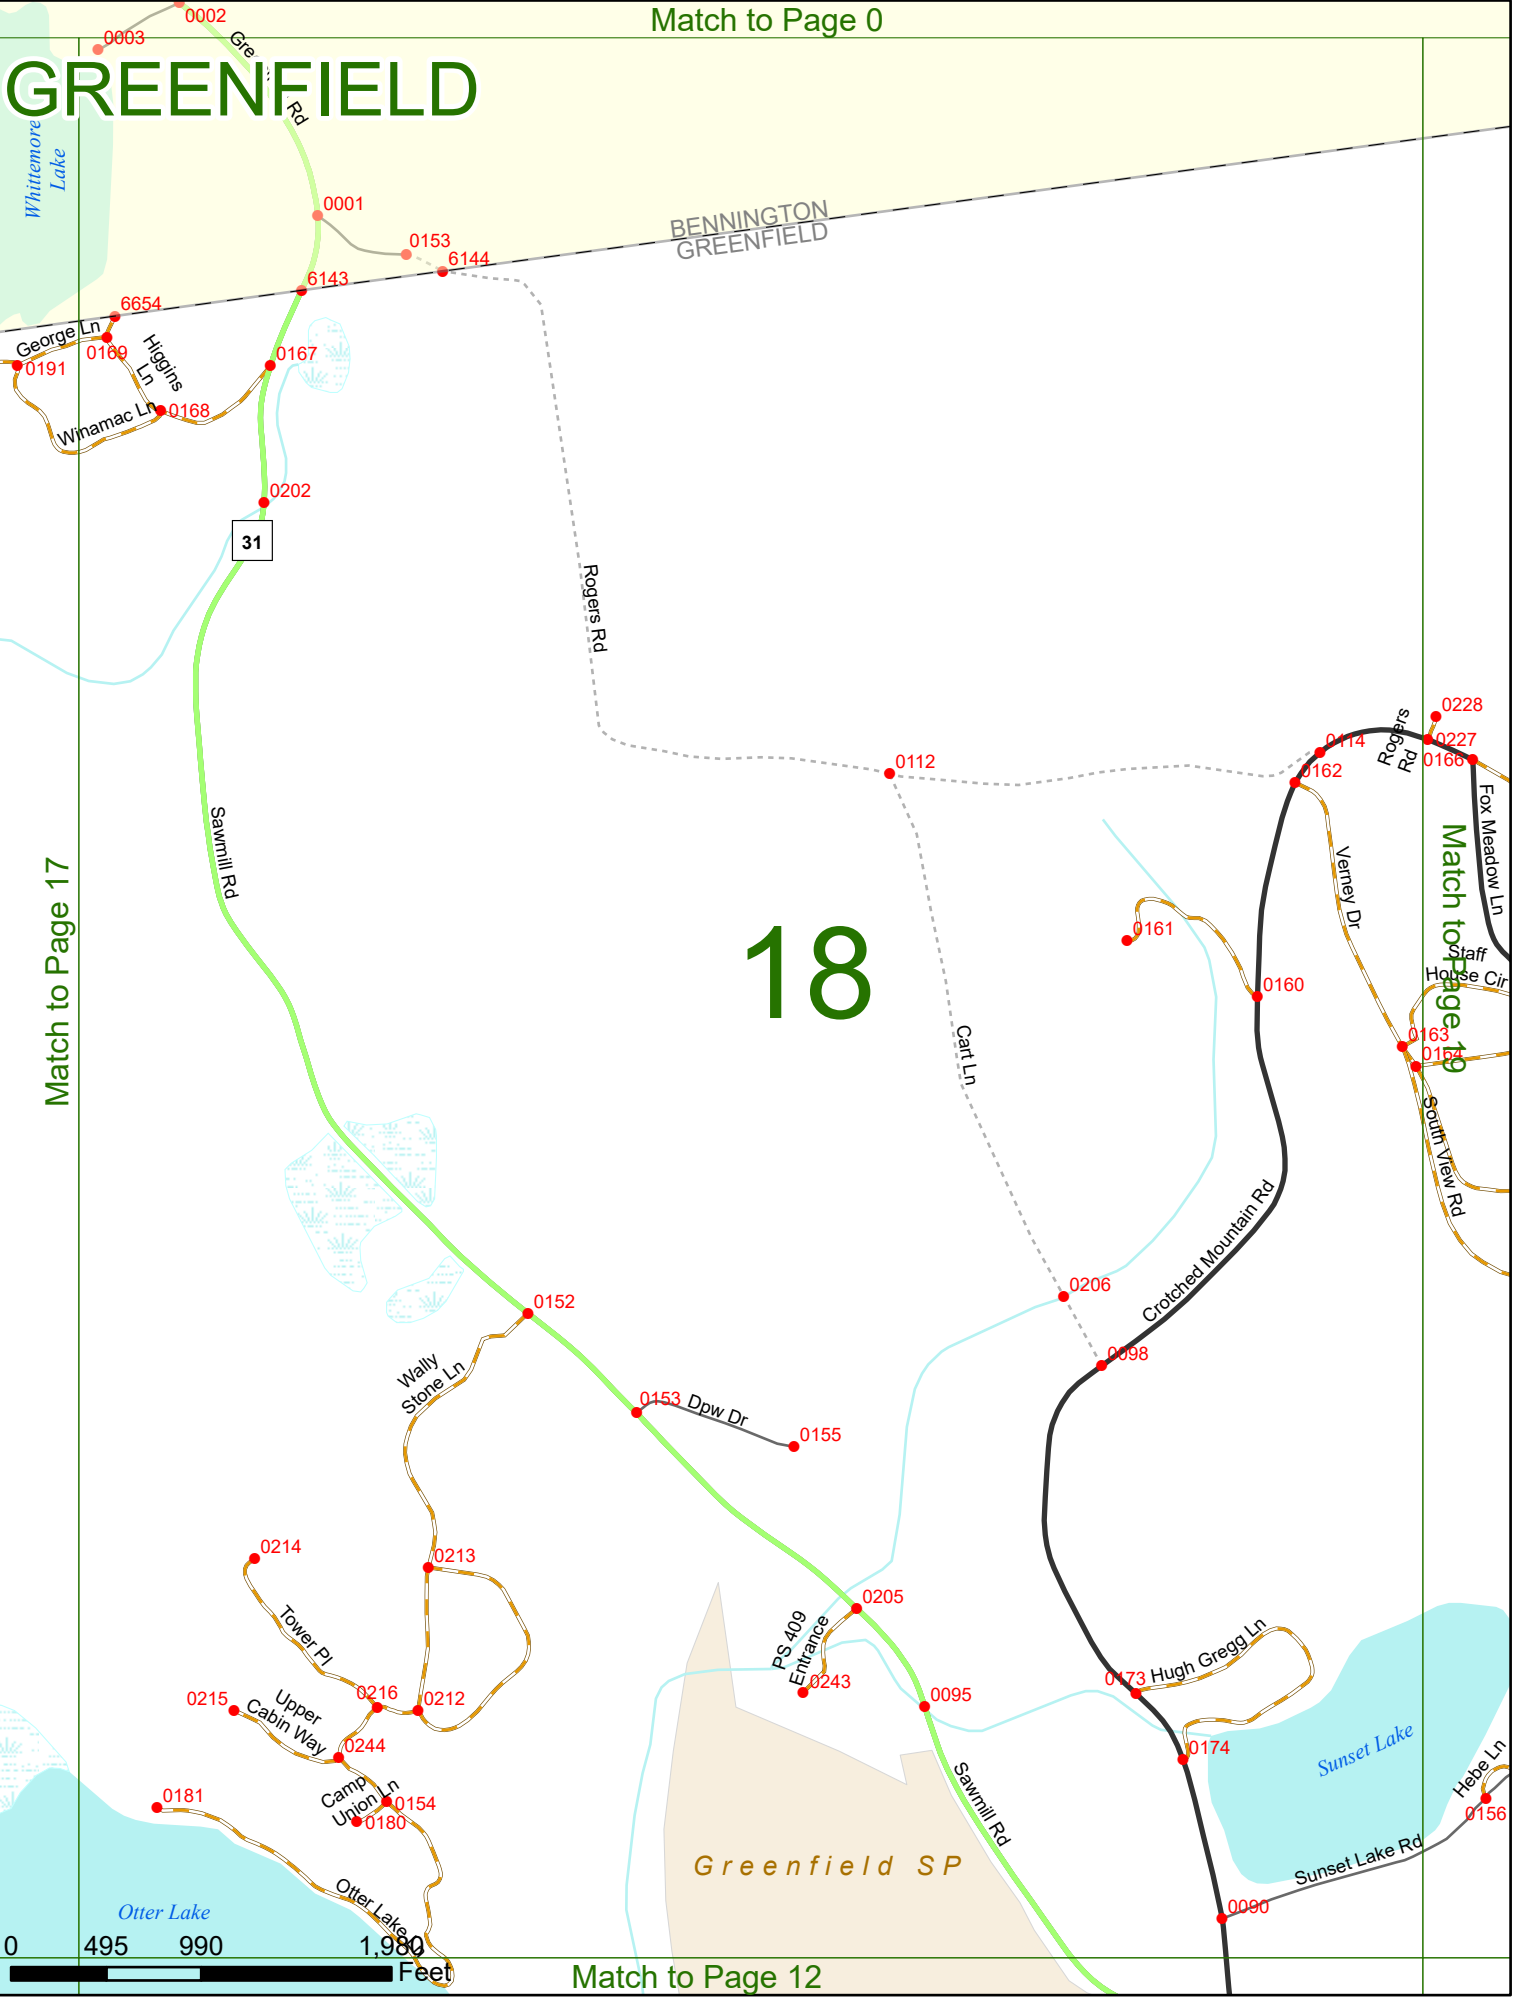 Match to Page 0
0002
0003
GREENFIELD
Rd
Whittemore
Lake
0001
BENNINGTON
GREENFIELD
0153
6144
6143
6654
George Ln
0169
Higgins
Ln
0191
0167
Winamac Ln
0168
0202
31
Rogers Rd
0228
Rogers
Rd
0227
0114
0166
0112
0162
Fox Meadow Ln
Sawmill Rd
Verney Dr
Match to Page 17
Match to Page 19
18
0161
Staff
House Cir
0160
Cart Ln
0163
0164
South View Rd
Crotched Mountain Rd
0206
0152
0098
Wally
Stone Ln
0153
Dpw Dr
0155
0214
0213
Tower Pl
0205
PS 409
Entrance
0243
Hugh Gregg Ln
0173
0215
Upper
Cabin Way
0216
0212
0095
0244
0174
Sunset Lake
Hebe Ln
Camp
Union Ln
0181
0154
0180
0156
Sawmill Rd
Greenfield SP
Sunset Lake Rd
Otter Lake
Otter Lake
0090
0 495 990 1,980
Feet
Match to Page 12